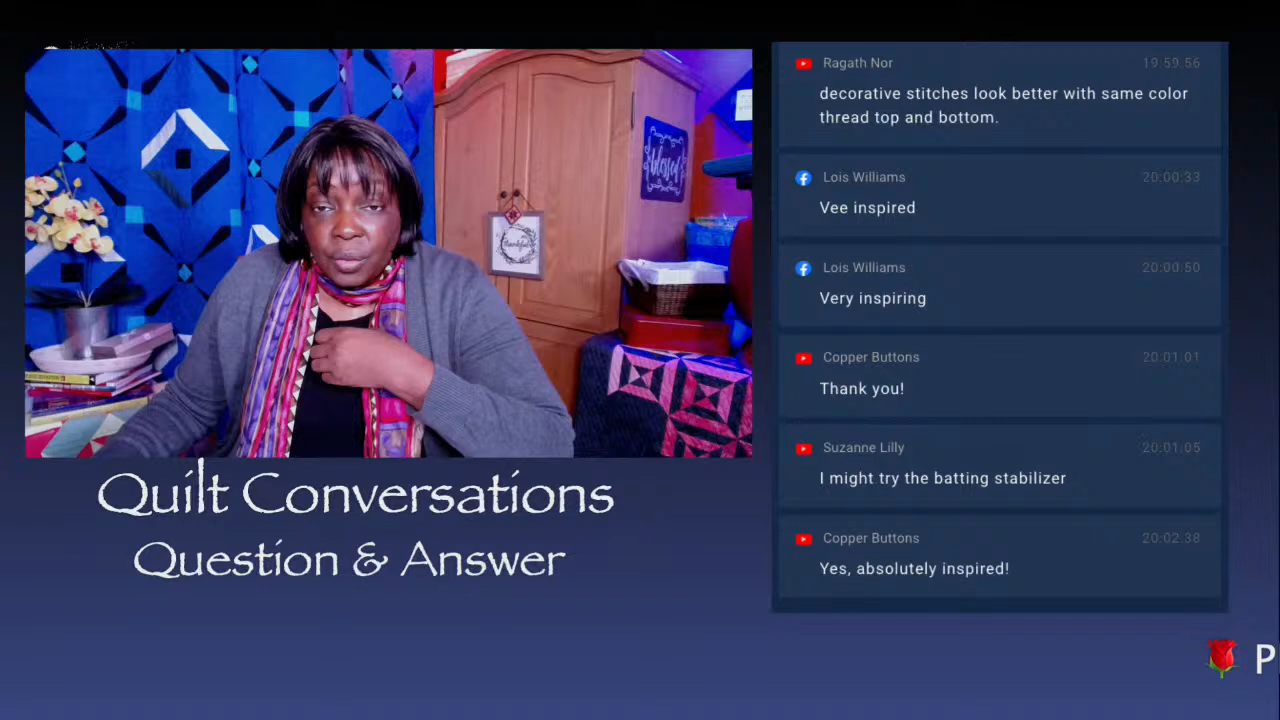 blessed
thankful
Quilt Conversations
Question & Answer
Ragath Nor 19:59:56
decorative stitches look better with same color
thread top and bottom.
Lois Williams 20:00:33
Vee inspired
Lois Williams 20:00:50
Very inspiring
Copper Buttons 20:01:01
Thank you!
Suzanne Lilly 20:01:05
I might try the batting stabilizer
Copper Buttons 20:02:38
Yes, absolutely inspired!
P